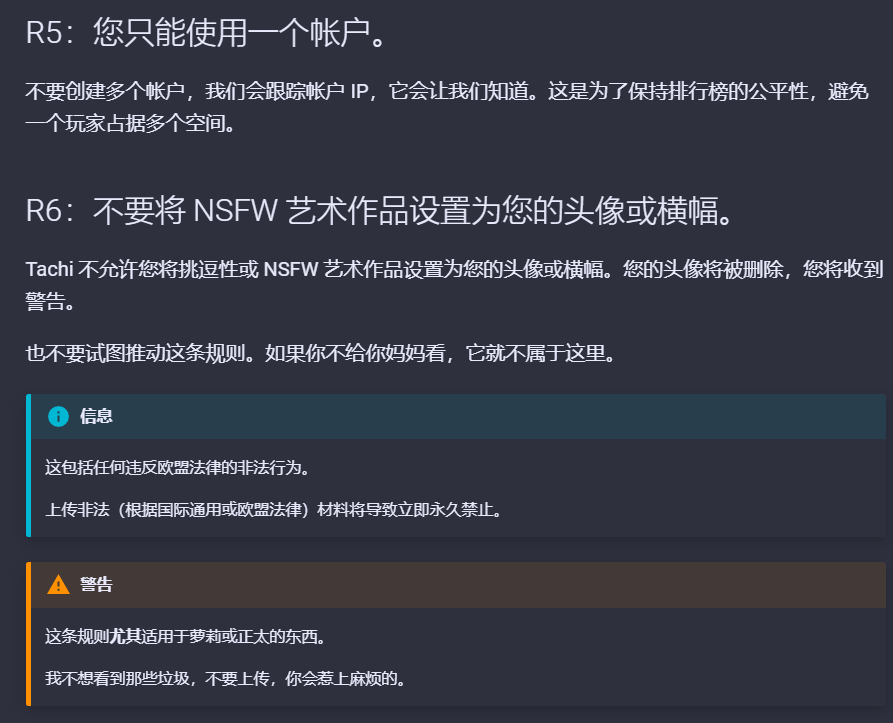 R5：您只能使用一个帐户。
不要创建多个帐户，我们会跟踪帐户 IP，它会让我们知道。这是为了保持排行榜的公平性，避免
一个玩家占据多个空间。
R6：不要将 NSFW 艺术作品设置为您的头像或横幅。
Tachi 不允许您将挑逗性或 NSFW 艺术作品设置为您的头像或横幅。您的头像将被删除，您将收到
警告。
也不要试图推动这条规则。如果你不给你妈妈看，它就不属于这里。
信息
这包括任何违反欧盟法律的非法行为。
上传非法（根据国际通用或欧盟法律）材料将导致立即永久禁止。
警告
这条规则尤其适用于萝莉或正太的东西。
我不想看到那些垃圾，不要上传，你会惹上麻烦的。